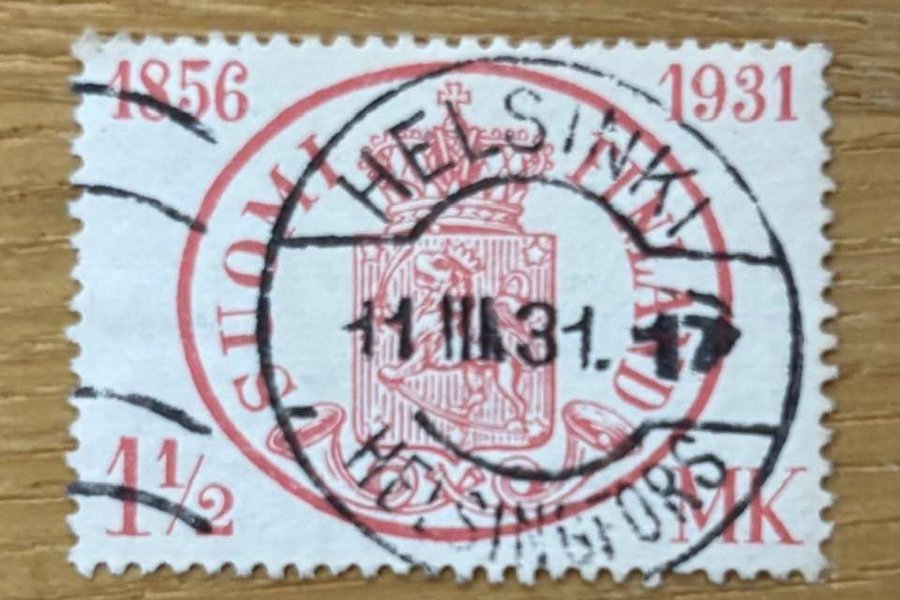 1856 1931
SUOMI FINLAND
HELSINKI
11 III 31. 17
HELSINGFORS
1½ MK